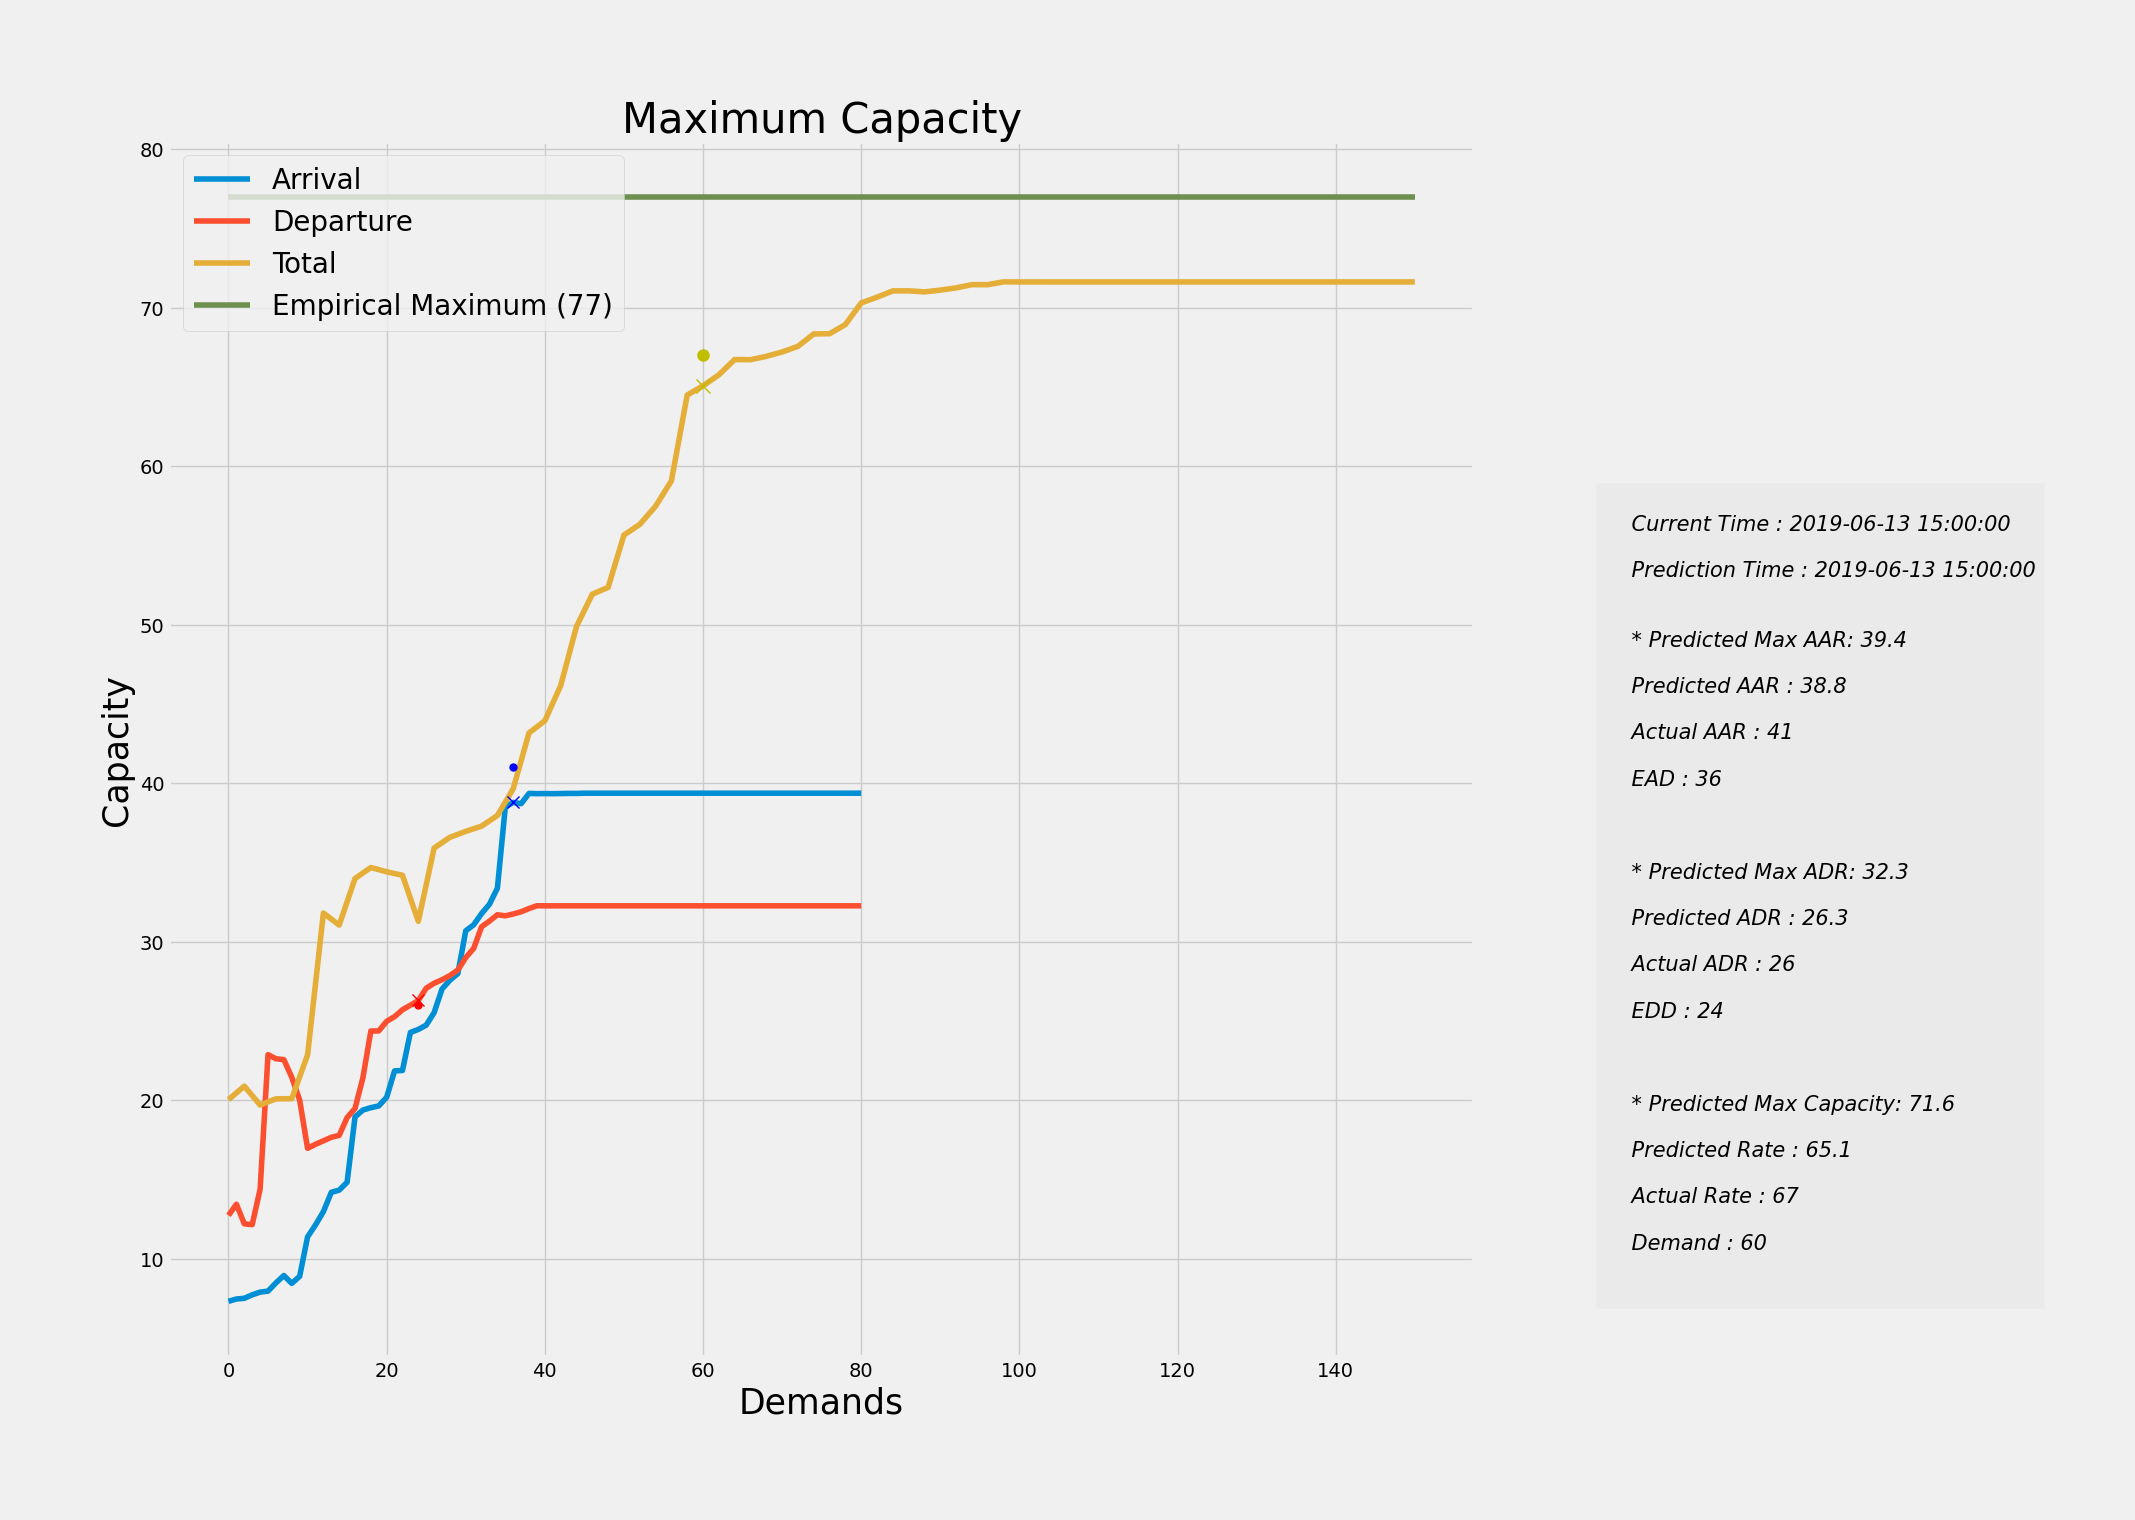 Maximum Capacity
Arrival
Departure
Total
Empirical Maximum (77)
80
70
60
50
40
30
20
10
Capacity
0 20 40 60 80 100 120 140
Demands
Current Time : 2019-06-13 15:00:00
Prediction Time : 2019-06-13 15:00:00
* Predicted Max AAR: 39.4
Predicted AAR : 38.8
Actual AAR : 41
EAD : 36
* Predicted Max ADR: 32.3
Predicted ADR : 26.3
Actual ADR : 26
EDD : 24
* Predicted Max Capacity: 71.6
Predicted Rate : 65.1
Actual Rate : 67
Demand : 60